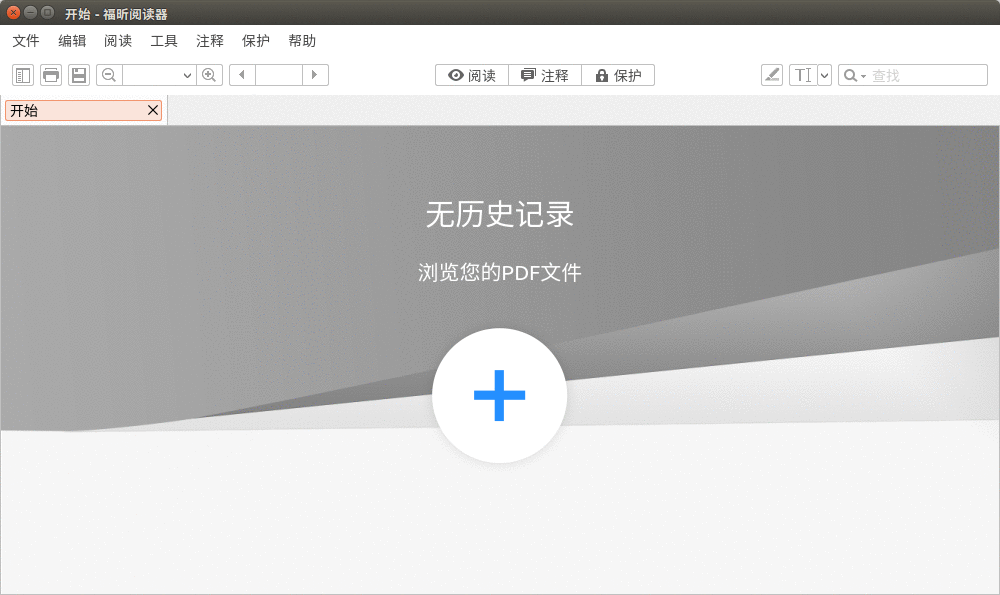 开始 - 福昕阅读器
文件 编辑 阅读 工具 注释 保护 帮助
阅读 注释 保护 查找
开始
无历史记录
浏览您的PDF文件